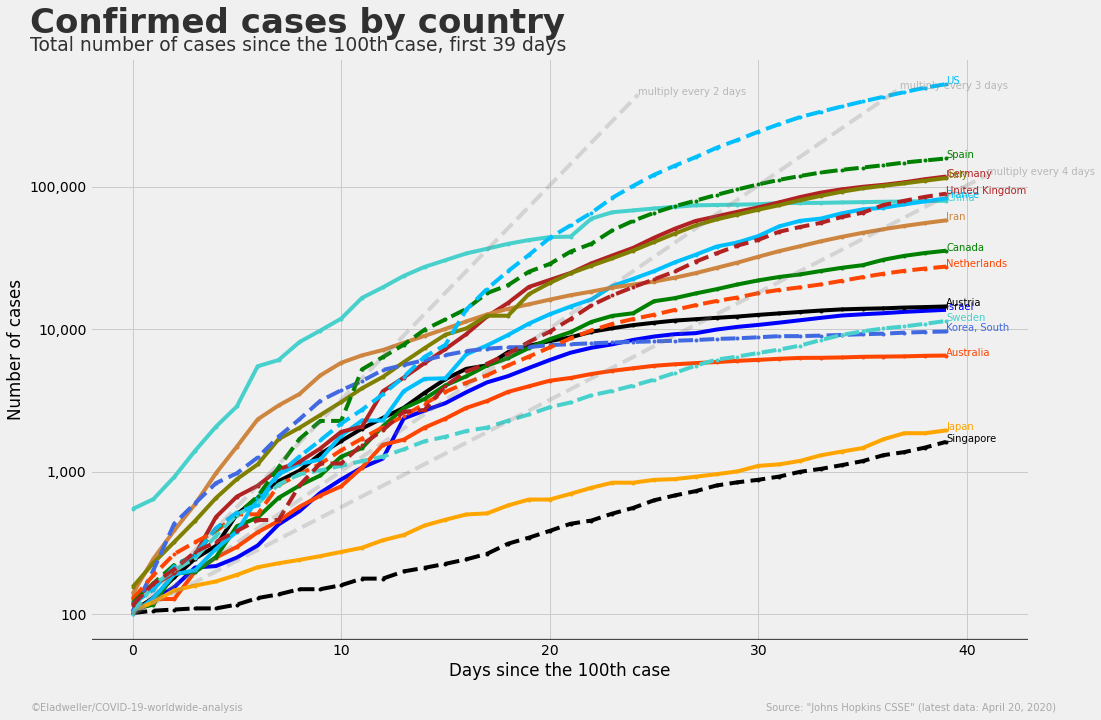 Confirmed cases by country
Total number of cases since the 100th case, first 39 days
multiply every 2 days
multiply every 3 days
multiply every 4 days
US
Spain
Germany
Italy
United Kingdom
France
China
Iran
Canada
Netherlands
Austria
Israel
Sweden
Korea, South
Australia
Japan
Singapore
Number of cases
100,000
10,000
1,000
100
0
10
20
30
40
Days since the 100th case
©Eladweller/COVID-19-worldwide-analysis
Source: "Johns Hopkins CSSE" (latest data: April 20, 2020)